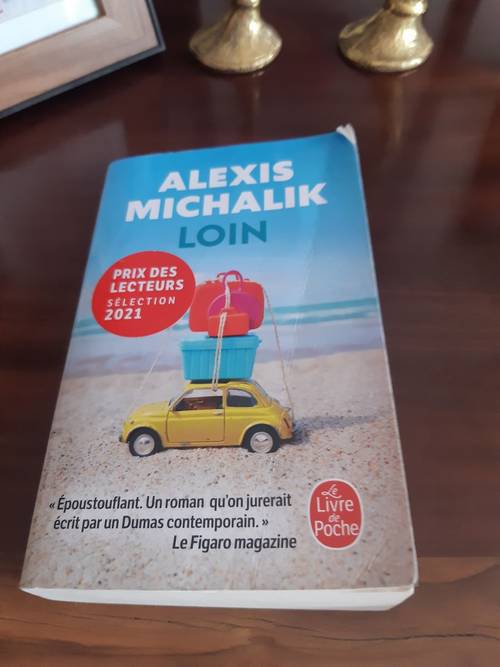 ALEXIS
MICHALIK
LOIN
PRIX DES
LECTEURS
SÉLECTION
2021
« Époustouflant. Un roman qu'on jurerait
écrit par un Dumas contemporain. »
Le Figaro magazine
Le
Livre
de
Poche